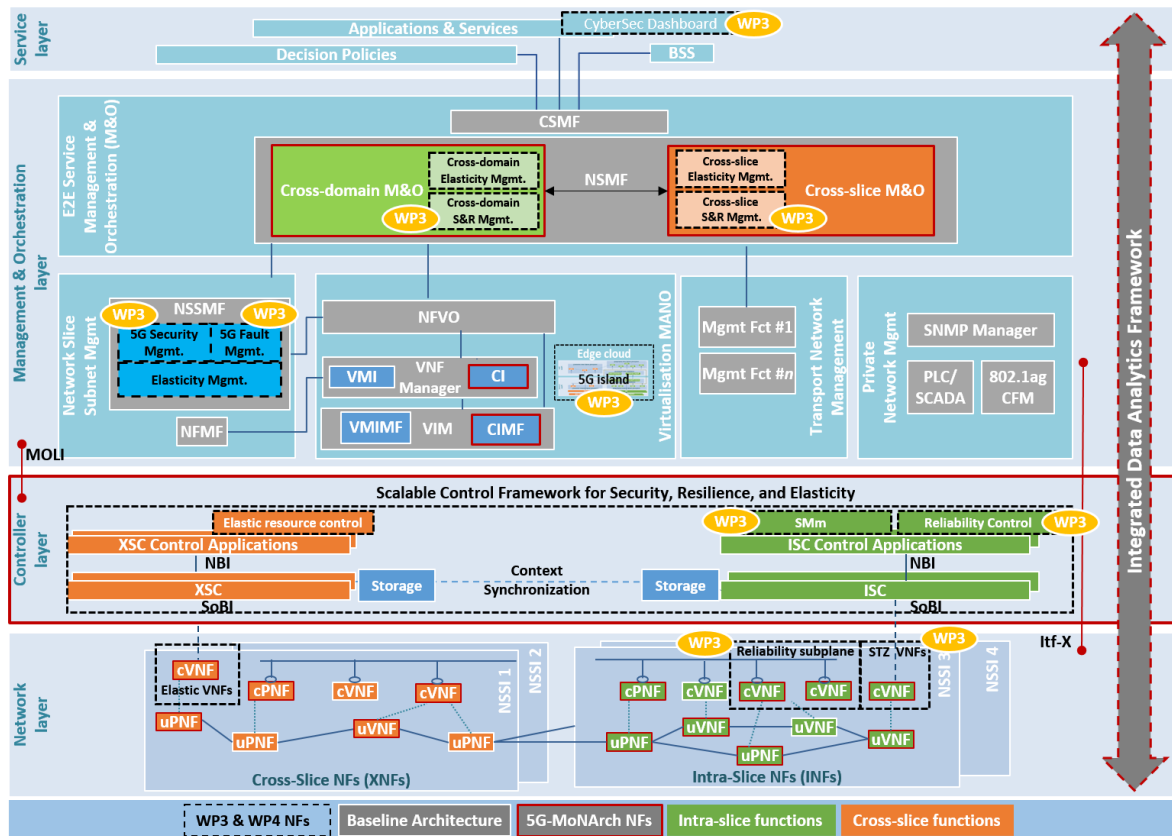 Service
layer
Applications & Services
CyberSec Dashboard
WP3
Decision Policies
BSS
Management & Orchestration
layer
E2E Service
Management &
Orchestration (M&O)
CSMF
Cross-domain M&O
Cross-domain
Elasticity Mgmt.
Cross-domain
S&R Mgmt.
WP3
NSMF
Cross-slice
Elasticity Mgmt.
Cross-slice
S&R Mgmt.
WP3
Cross-slice M&O
Network Slice
Subnet Mgmt
WP3
NSSMF
WP3
5G Security
Mgmt.
5G Fault
Mgmt.
Elasticity Mgmt.
NFMF
NFVO
VMI
VNF
Manager
CI
VMIMF
VIM
CIMF
Edge cloud
5G island
WP3
Virtualisation MANO
Mgmt Fct #1
Mgmt Fct #n
Transport Network
Management
Private
Network Mgmt
SNMP Manager
PLC/
SCADA
802.1ag
CFM
MOLI
Controller
layer
Scalable Control Framework for Security, Resilience, and Elasticity
Elastic resource control
XSC Control Applications
NBI
XSC
SoBI
Storage
Context
Synchronization
Storage
WP3
SMm
Reliability Control
WP3
ISC Control Applications
NBI
ISC
SoBI
Itf-X
Network
layer
cVNF
Elastic VNFs
cPNF
cVNF
cVNF
uPNF
uPNF
uVNF
uPNF
NSSI 1
NSSI 2
Cross-Slice NFs (XNFs)
WP3
Reliability subplane
STZ VNFs
WP3
cPNF
cVNF
cVNF
cVNF
cVNF
uPNF
uVNF
uPNF
uVNF
uVNF
NSSI 3
NSSI 4
Intra-Slice NFs (INFs)
Integrated Data Analytics Framework
WP3 & WP4 NFs
Baseline Architecture
5G-MoNArch NFs
Intra-slice functions
Cross-slice functions